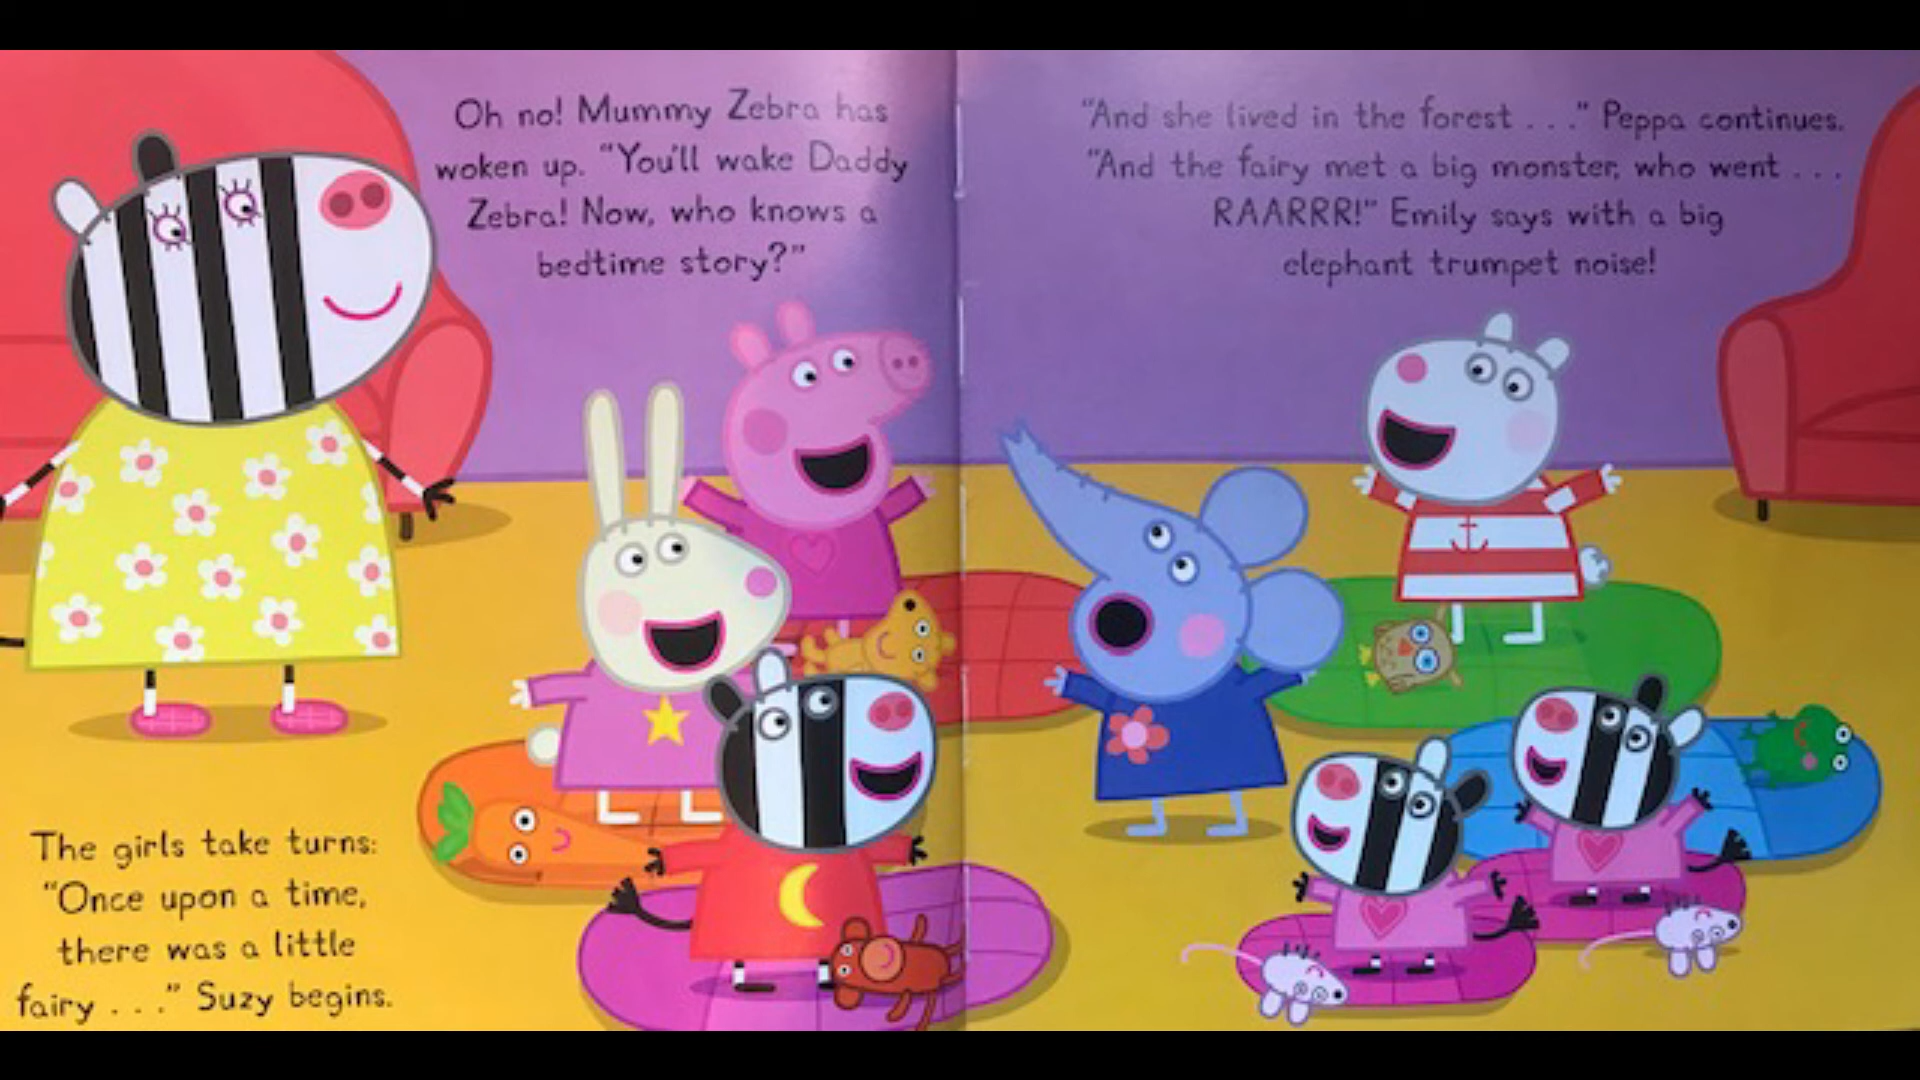 Oh no! Mummy Zebra has
woken up. “You’ll wake Daddy
Zebra! Now, who knows a
bedtime story?”
The girls take turns:
“Once upon a time,
there was a little
fairy . . .” Suzy begins.
“And she lived in the forest . . .” Peppa continues.
“And the fairy met a big monster, who went . . .
RAARRR!” Emily says with a big
elephant trumpet noise!